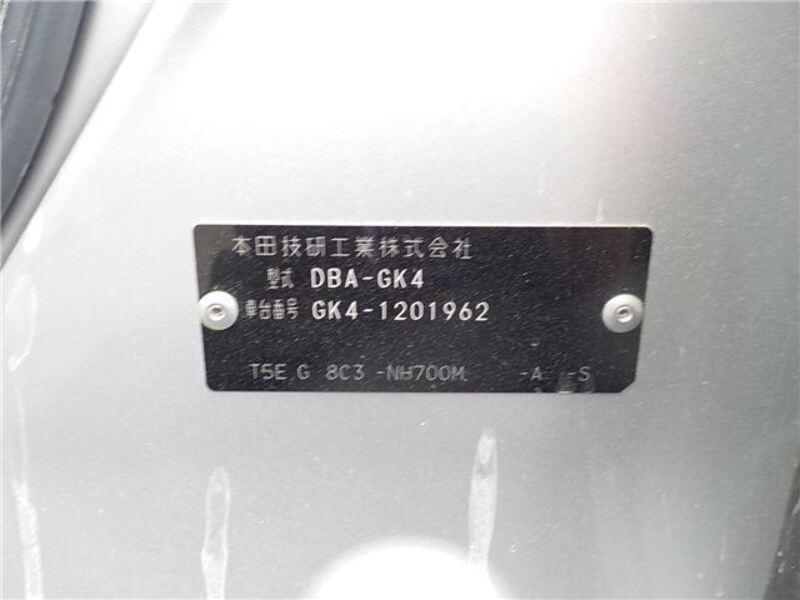 本田技研工業株式会社
型式 DBA-GK4
車台番号 GK4-1201962
T5E G 8C3 -NH700M -A -S